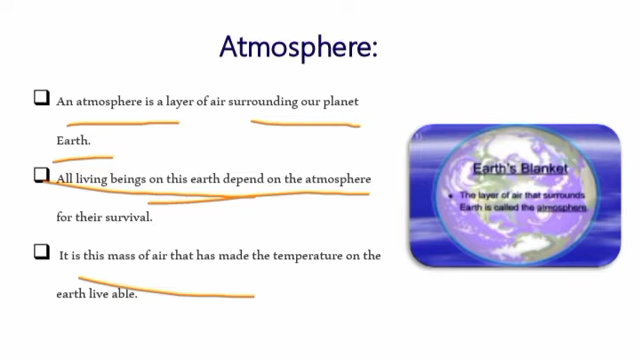 Atmosphere:
An atmosphere is a layer of air surrounding our planet
Earth.
All living beings on this earth depend on the atmosphere
for their survival.
It is this mass of air that has made the temperature on the
earth live able.
Earth's Blanket
The layer of air that surrounds
Earth is called the atmosphere.